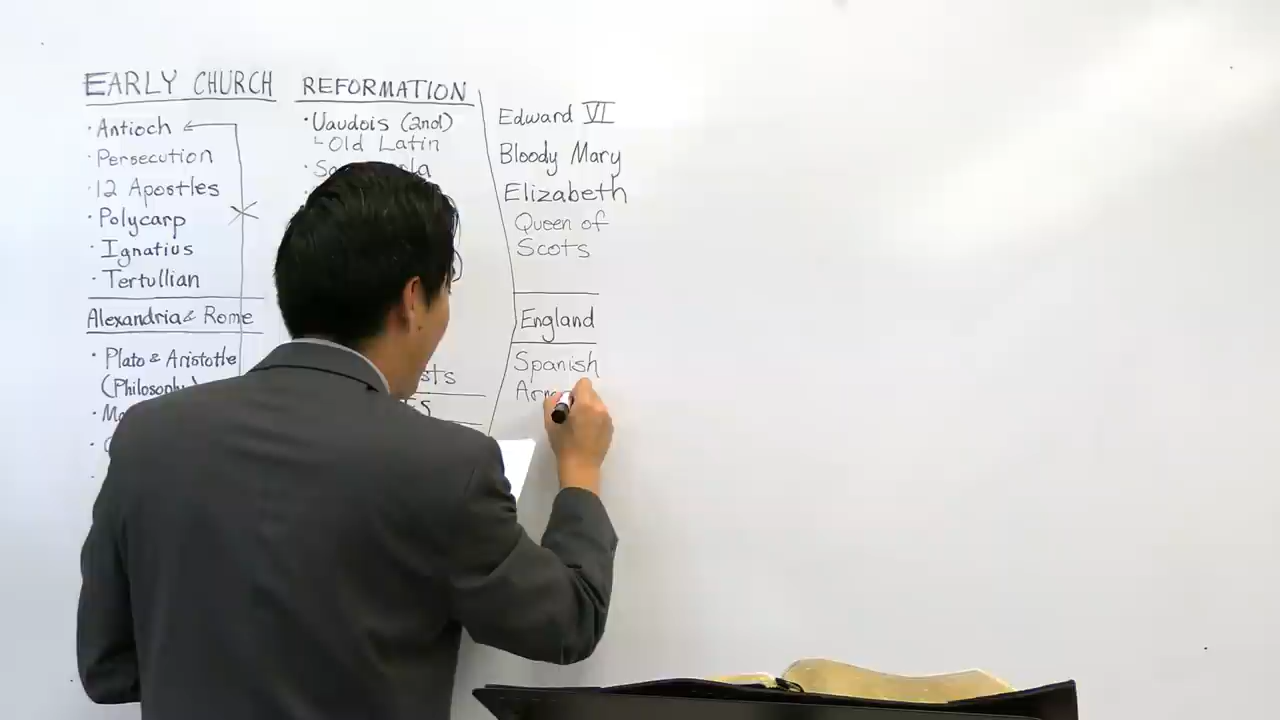 EARLY CHURCH
· Antioch
· Persecution
· 12 Apostles
· Polycarp
· Ignatius
· Tertullian
Alexandria & Rome
· Plato & Aristotle
(Philosophy)
REFORMATION
· Vaudois (2nd)
└ Old Latin
Edward VI
Bloody Mary
Elizabeth
Queen of
Scots
England
Spanish